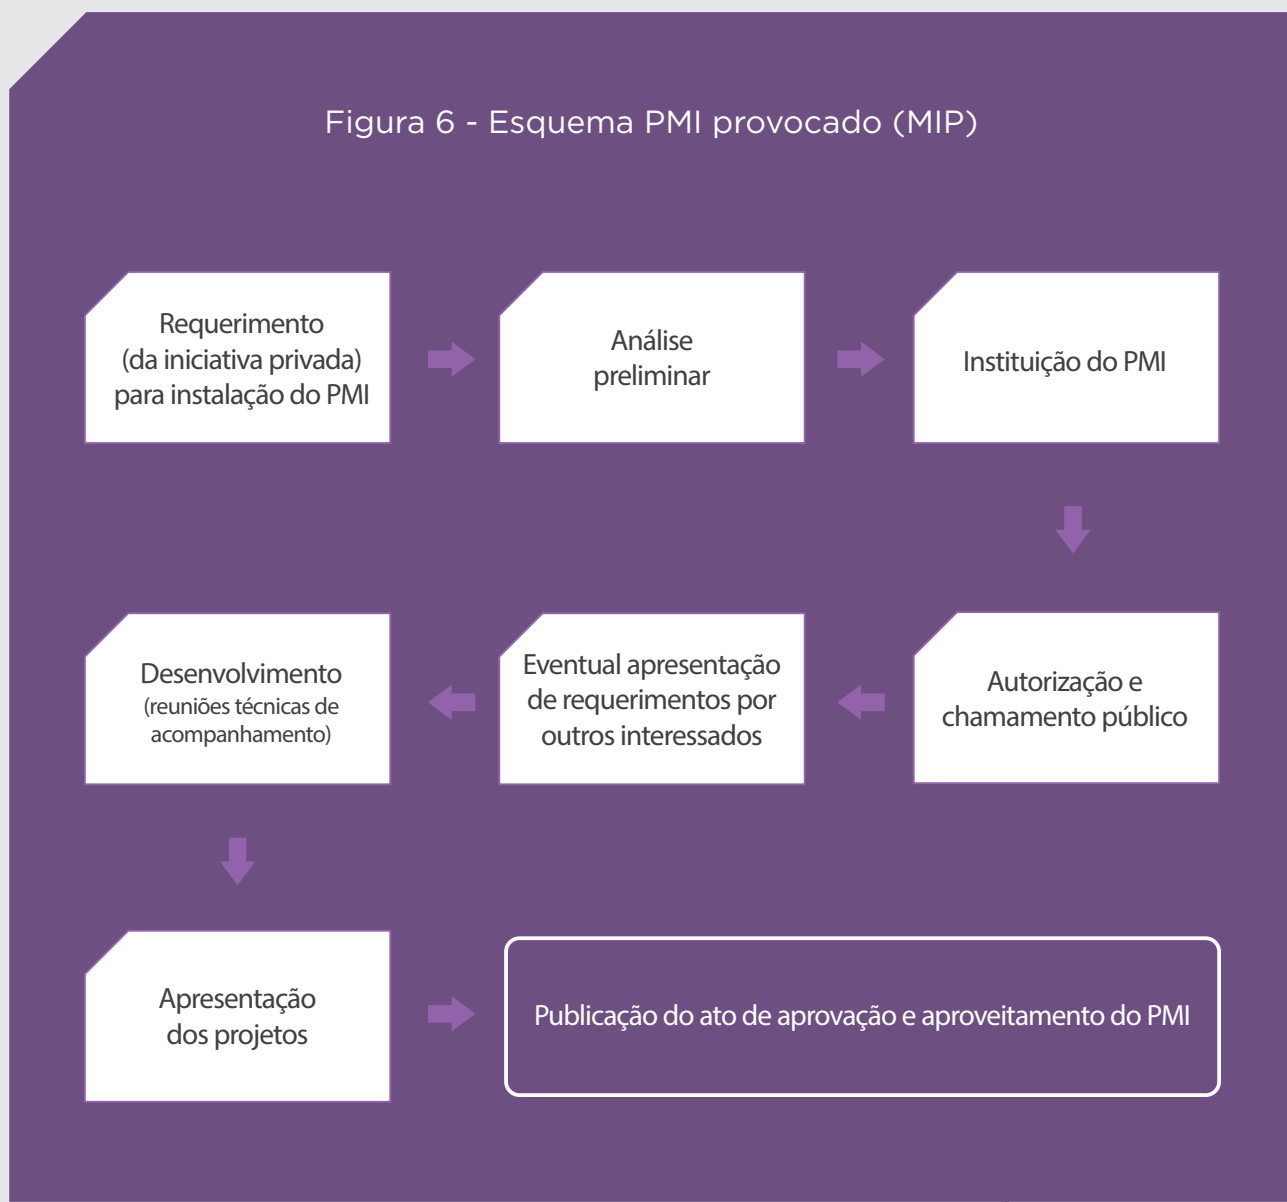 Figura 6 - Esquema PMI provocado (MIP)
Requerimento
(da iniciativa privada)
para instalação do PMI
Análise
preliminar
Instituição do PMI
Autorização e
chamamento público
Eventual apresentação
de requerimentos por
outros interessados
Desenvolvimento
(reuniões técnicas de
acompanhamento)
Apresentação
dos projetos
Publicação do ato de aprovação e aproveitamento do PMI